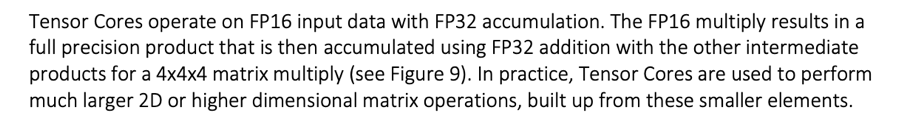 Tensor Cores operate on FP16 input data with FP32 accumulation. The FP16 multiply results in a
full precision product that is then accumulated using FP32 addition with the other intermediate
products for a 4x4x4 matrix multiply (see Figure 9). In practice, Tensor Cores are used to perform
much larger 2D or higher dimensional matrix operations, built up from these smaller elements.